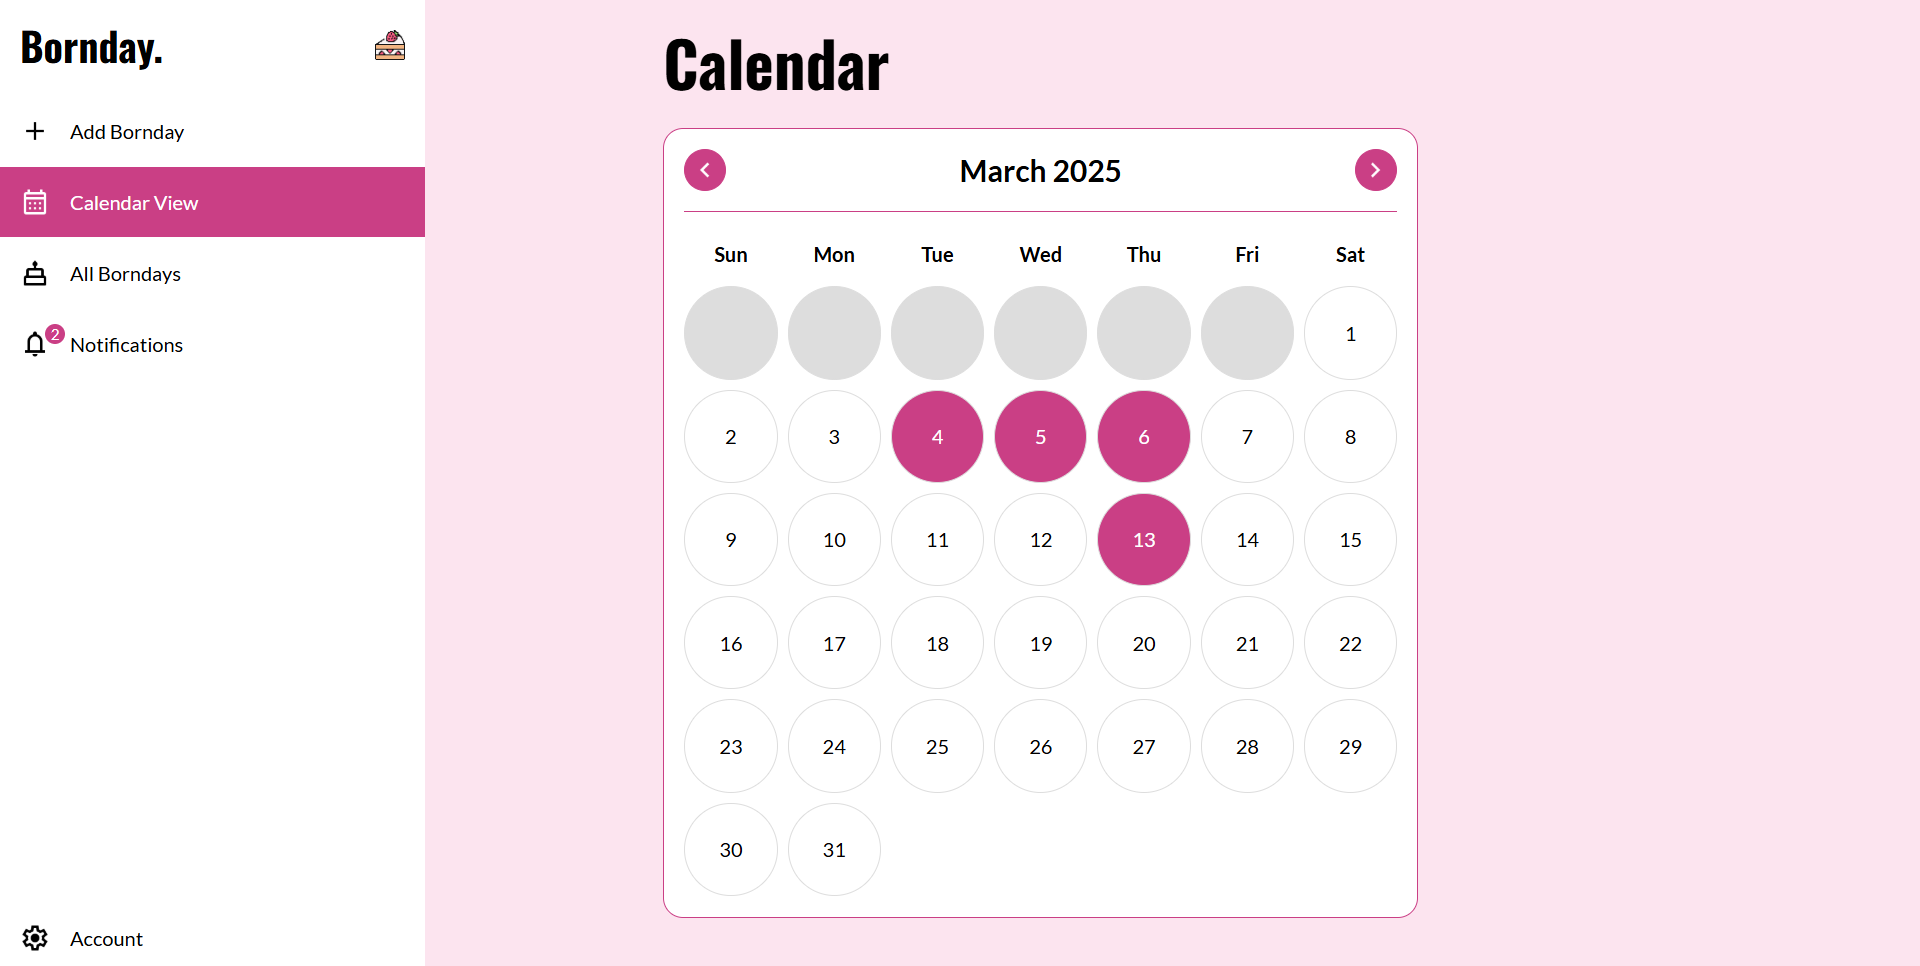 Bornday.
Add Bornday
Calendar View
All Borndays
2
Notifications
Account
Calendar
March 2025
Sun Mon Tue Wed Thu Fri Sat
1
2 3 4 5 6 7 8
9 10 11 12 13 14 15
16 17 18 19 20 21 22
23 24 25 26 27 28 29
30 31